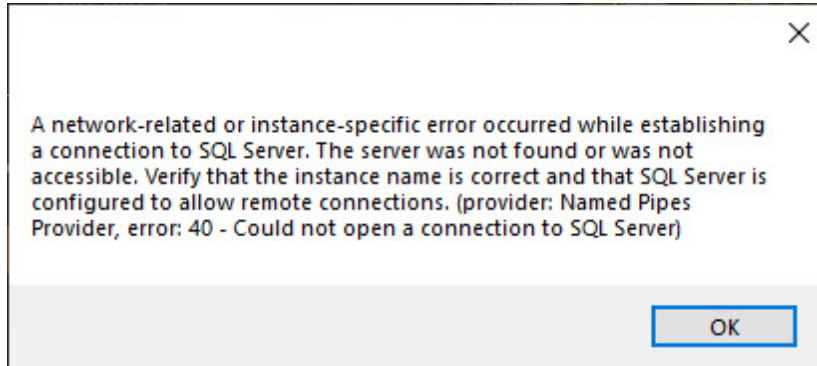 A network-related or instance-specific error occurred while establishing
a connection to SQL Server. The server was not found or was not
accessible. Verify that the instance name is correct and that SQL Server is
configured to allow remote connections. (provider: Named Pipes
Provider, error: 40 - Could not open a connection to SQL Server)
OK